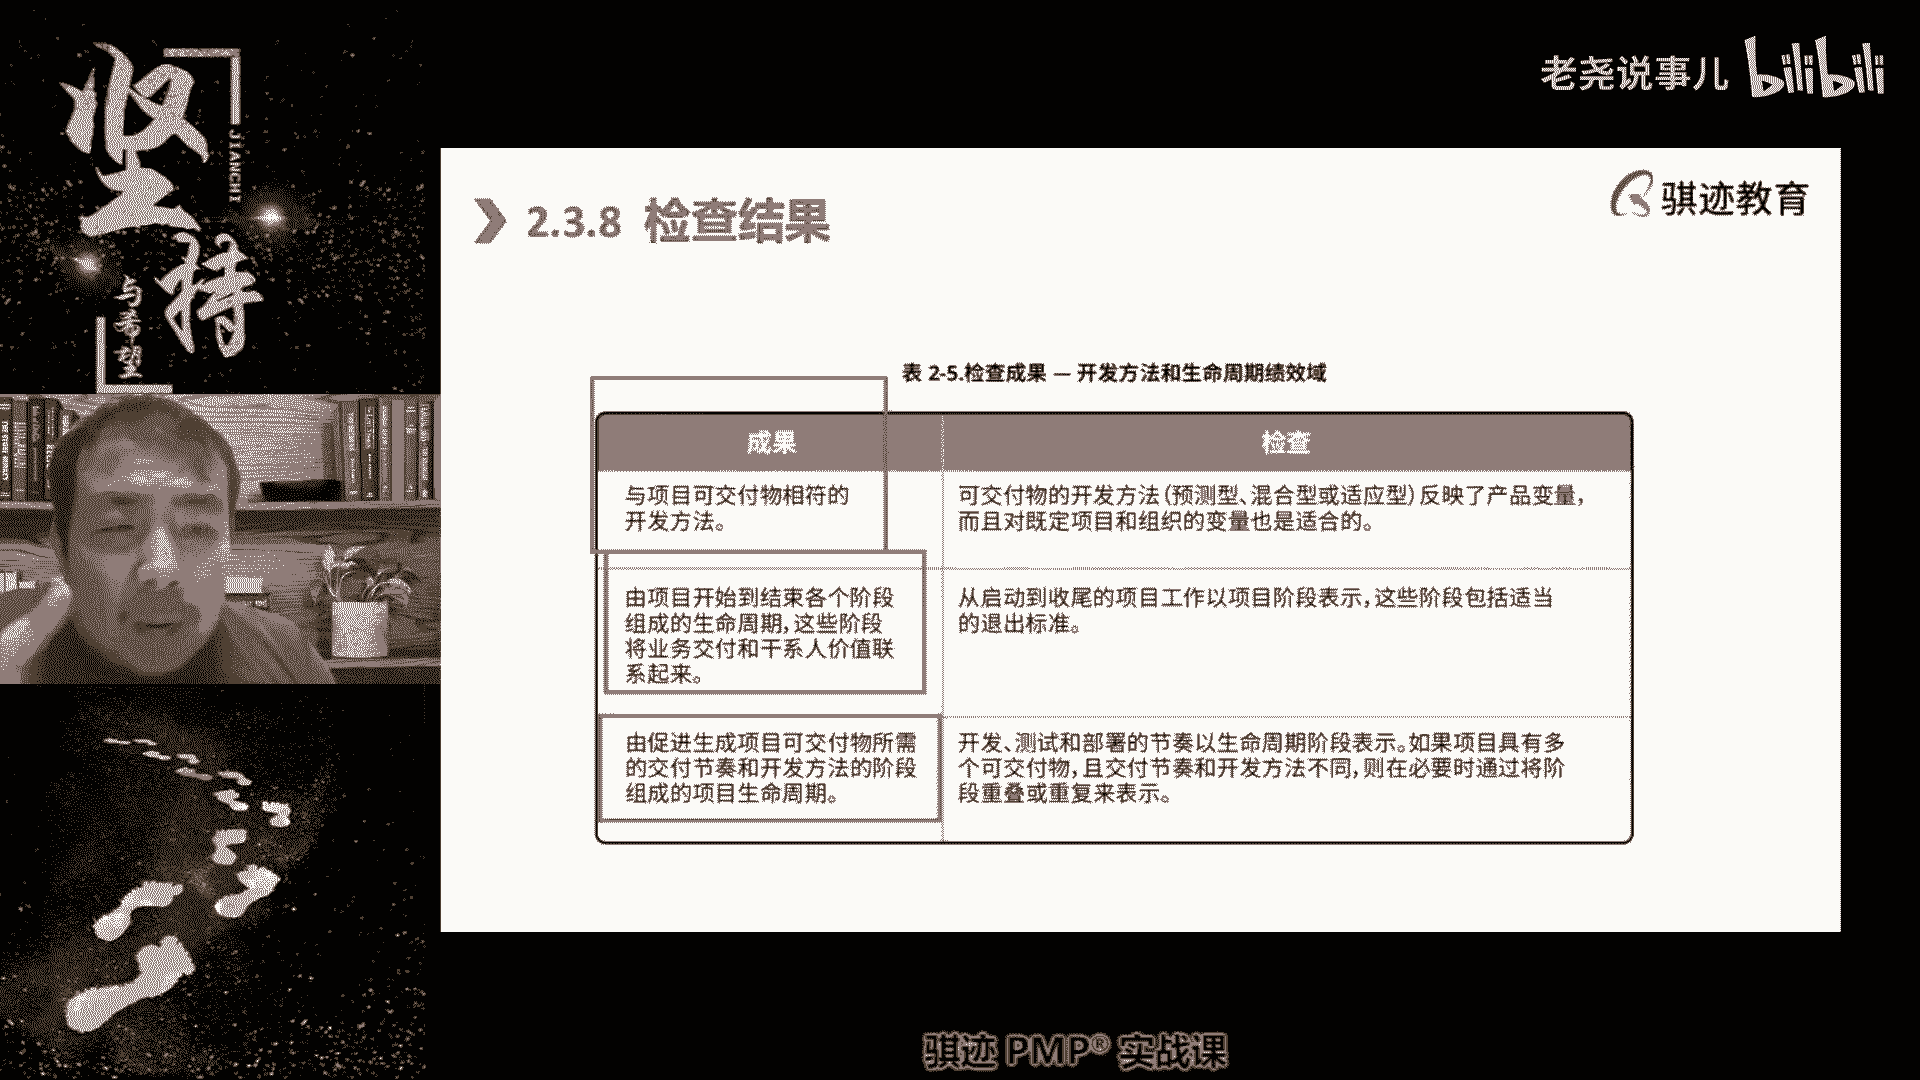 坚
持
JIANCHI
与希望
老尧说事儿 bilibili
骐迹教育
2.3.8 检查结果
表 2-5.检查成果 — 开发方法和生命周期绩效域
成果
检查
与项目可交付物相符的
开发方法。
可交付物的开发方法(预测型、混合型或适应型)反映了产品变量,
而且对既定项目和组织的变量也是适合的。
由项目开始到结束各个阶段
组成的生命周期,这些阶段
将业务交付和干系人价值联
系起来。
从启动到收尾的项目工作以项目阶段表示,这些阶段包括适当
的退出标准。
由促进生成项目可交付物所需
的交付节奏和开发方法的阶段
组成的项目生命周期。
开发、测试和部署的节奏以生命周期阶段表示。如果项目具有多
个可交付物,且交付节奏和开发方法不同,则在必要时通过将阶
段重叠或重复来表示。
骐迹 PMP® 实战课